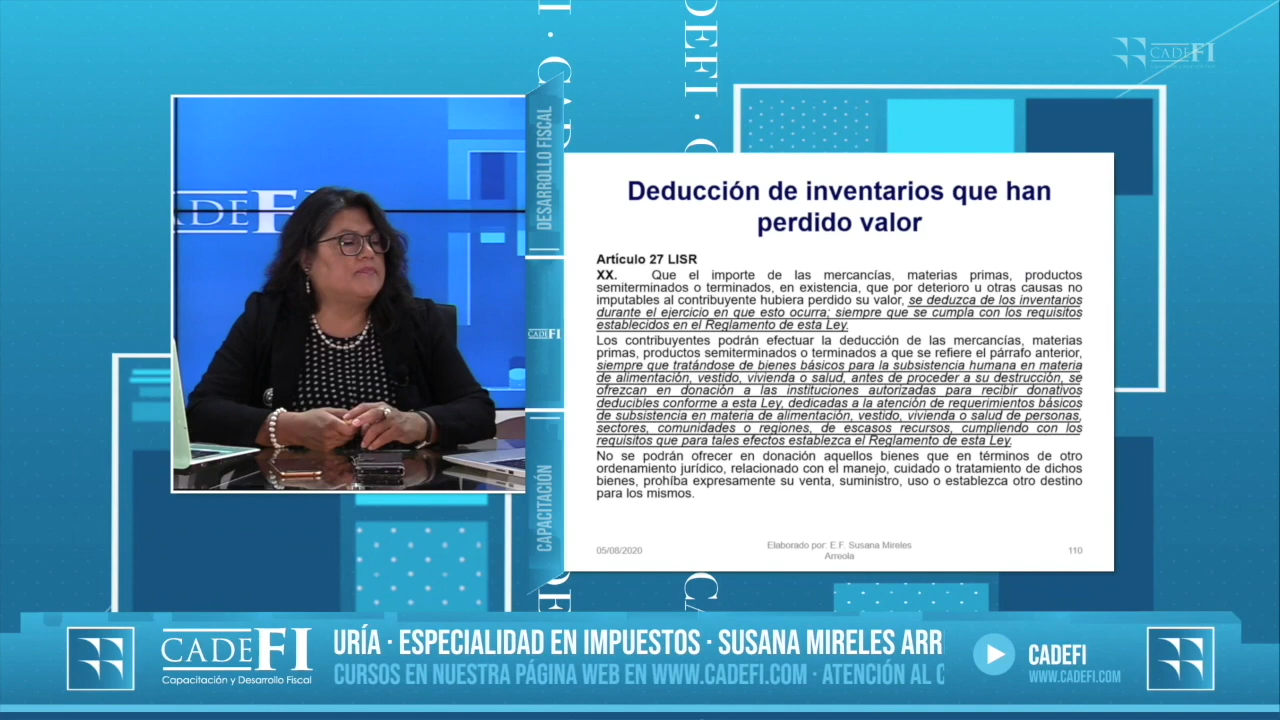 CADEFI
CADEFI
DESARROLLO FISCAL
CADEFI
CAPACITACIÓN
Deducción de inventarios que han
perdido valor
Artículo 27 LISR
XX. Que el importe de las mercancías, materias primas, productos
semiterminados o terminados, en existencia, que por deterioro u otras causas no
imputables al contribuyente hubiera perdido su valor, se deduzca de los inventarios
durante el ejercicio en que esto ocurra; siempre que se cumpla con los requisitos
establecidos en el Reglamento de esta Ley.
Los contribuyentes podrán efectuar la deducción de las mercancías, materias
primas, productos semiterminados o terminados a que se refiere el párrafo anterior,
siempre que tratándose de bienes básicos para la subsistencia humana en materia
de alimentación, vestido, vivienda o salud, antes de proceder a su destrucción, se
ofrezcan en donación a las instituciones autorizadas para recibir donativos
deducibles conforme a esta Ley, dedicadas a la atención de requerimientos básicos
de subsistencia en materia de alimentación, vestido, vivienda o salud de personas,
sectores, comunidades o regiones, de escasos recursos, cumpliendo con los
requisitos que para tales efectos establezca el Reglamento de esta Ley.
No se podrán ofrecer en donación aquellos bienes que en términos de otro
ordenamiento jurídico, relacionado con el manejo, cuidado o tratamiento de dichos
bienes, prohíba expresamente su venta, suministro, uso o establezca otro destino
para los mismos.
05/08/2020
Elaborado por: E.F. Susana Mireles
Arreola
110
CADEFI
Capacitación y Desarrollo Fiscal
URÍA · ESPECIALIDAD EN IMPUESTOS · SUSANA MIRELES ARR
CURSOS EN NUESTRA PÁGINA WEB EN WWW.CADEFI.COM · ATENCIÓN AL C
CADEFI
WWW.CADEFI.COM